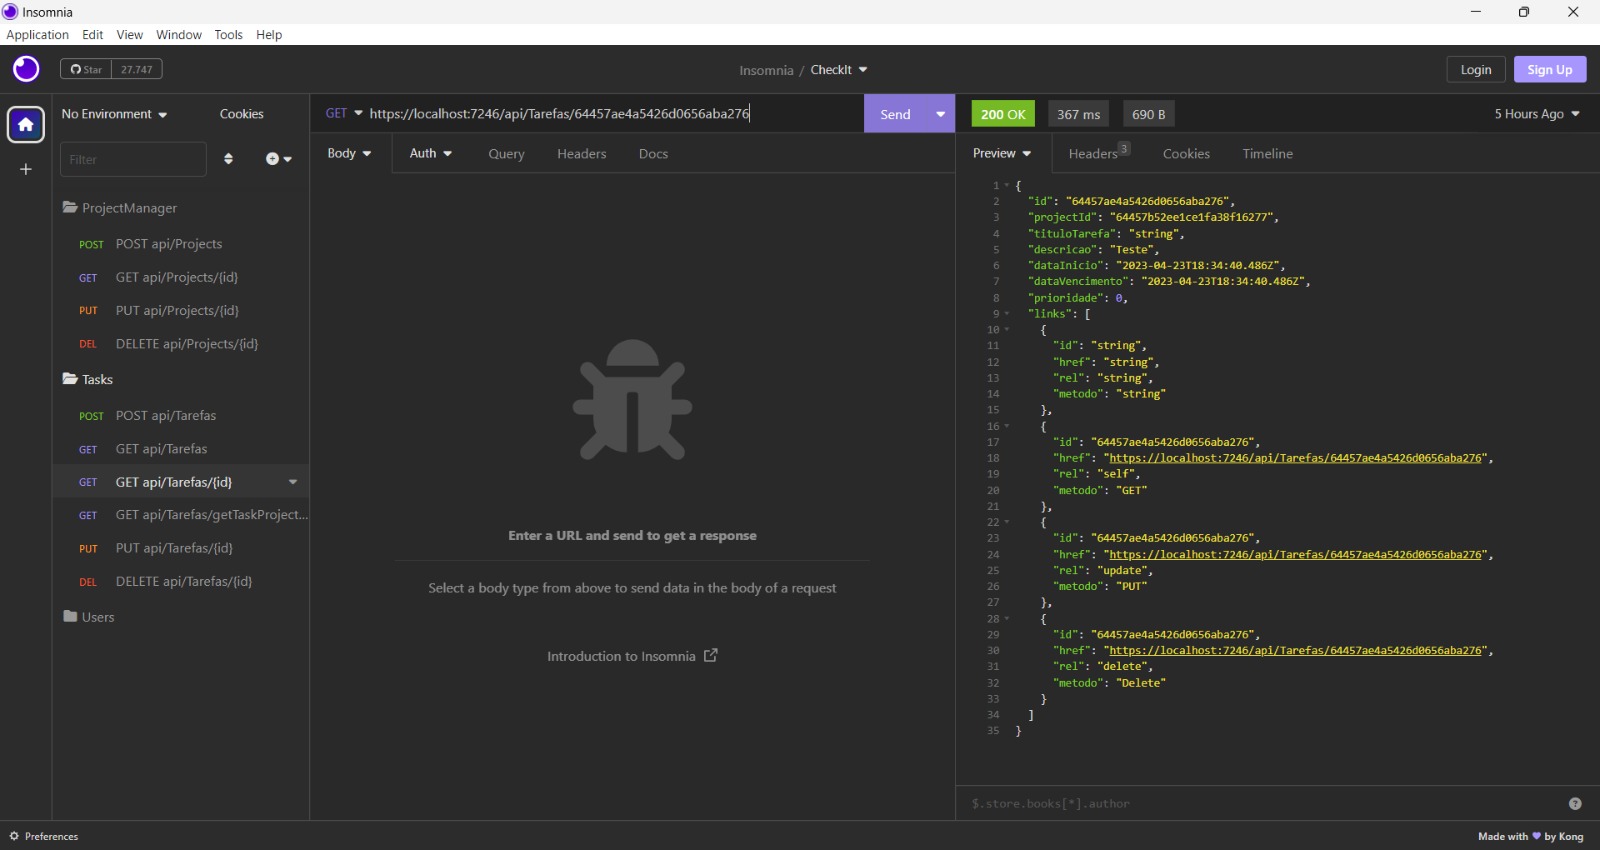 Insomnia
Application Edit View Window Tools Help
Star 27.747
Insomnia / CheckIt
Login Sign Up
No Environment Cookies
GET https://localhost:7246/api/Tarefas/64457ae4a5426d0656aba276
Send
200 OK 367 ms 690 B
5 Hours Ago
Filter
Body Auth Query Headers Docs
Preview Headers 3 Cookies Timeline
ProjectManager
POST POST api/Projects
GET GET api/Projects/{id}
PUT PUT api/Projects/{id}
DEL DELETE api/Projects/{id}
Tasks
POST POST api/Tarefas
GET GET api/Tarefas
GET GET api/Tarefas/{id}
GET GET api/Tarefas/getTaskProject...
PUT PUT api/Tarefas/{id}
DEL DELETE api/Tarefas/{id}
Users
Enter a URL and send to get a response
Select a body type from above to send data in the body of a request
Introduction to Insomnia
1 {
2 "id": "64457ae4a5426d0656aba276",
3 "projectId": "64457b52ee1ce1fa38f16277",
4 "tituloTarefa": "string",
5 "descricao": "Teste",
6 "dataInicio": "2023-04-23T18:34:40.486Z",
7 "dataVencimento": "2023-04-23T18:34:40.486Z",
8 "prioridade": 0,
9 "links": [
10 {
11 "id": "string",
12 "href": "string",
13 "rel": "string",
14 "metodo": "string"
15 },
16 {
17 "id": "64457ae4a5426d0656aba276",
18 "href": "https://localhost:7246/api/Tarefas/64457ae4a5426d0656aba276",
19 "rel": "self",
20 "metodo": "GET"
21 },
22 {
23 "id": "64457ae4a5426d0656aba276",
24 "href": "https://localhost:7246/api/Tarefas/64457ae4a5426d0656aba276",
25 "rel": "update",
26 "metodo": "PUT"
27 },
28 {
29 "id": "64457ae4a5426d0656aba276",
30 "href": "https://localhost:7246/api/Tarefas/64457ae4a5426d0656aba276",
31 "rel": "delete",
32 "metodo": "Delete"
33 }
34 ]
35 }
$.store.books[*].author
Preferences
Made with 💜 by Kong